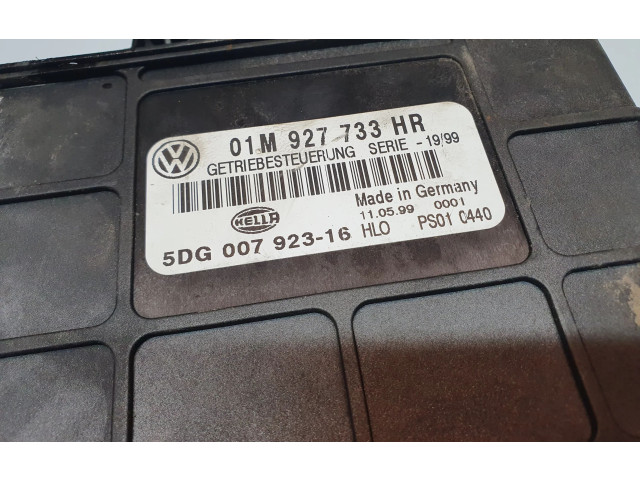 01M 927 733 HR
GETRIEBESTEUERUNG SERIE - 19/99
Made in Germany
HELLA
11.05.99 0001
5DG 007 923-16 HLO PS01 0440